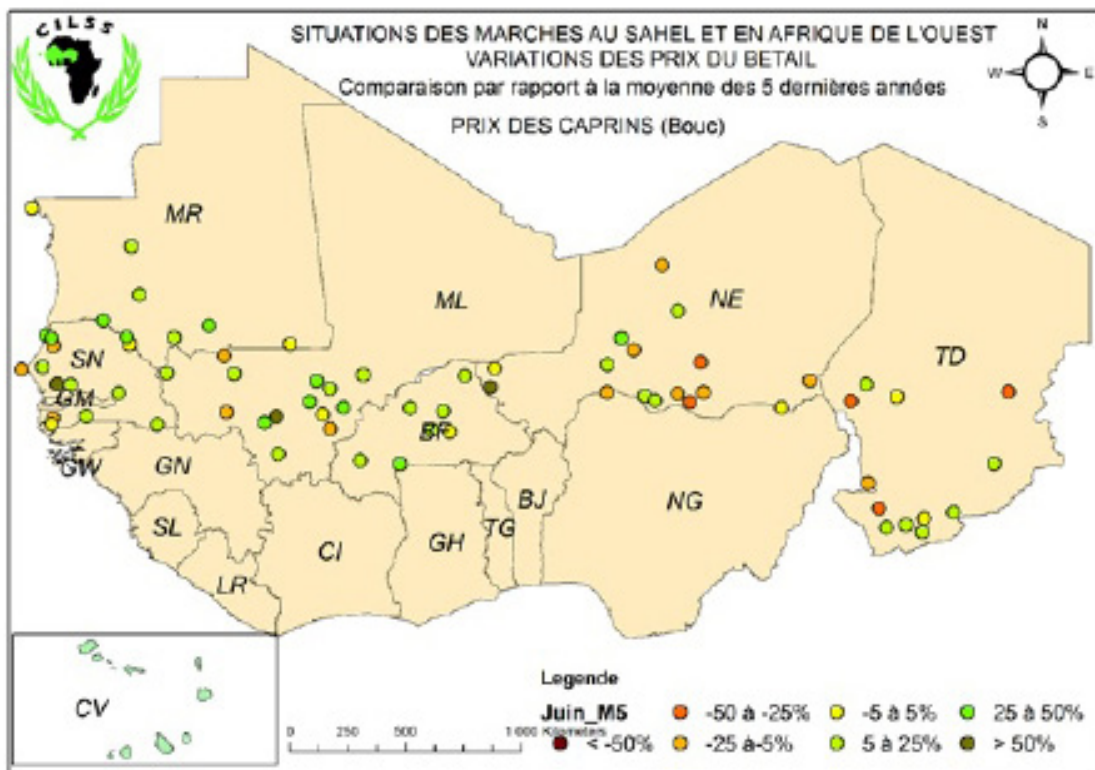 CILSS
SITUATIONS DES MARCHES AU SAHEL ET EN AFRIQUE DE L'OUEST
VARIATIONS DES PRIX DU BETAIL
Comparaison par rapport à la moyenne des 5 dernières années
PRIX DES CAPRINS (Bouc)
N
W E
S
MR
ML
NE
TD
SN
GM
BF
GW
GN
BJ
NG
SL
CI
GH
TG
LR
CV
Legende
Juin_M5
-50 à -25%
-5 à 5%
25 à 50%
< -50%
-25 à -5%
5 à 25%
> 50%
0 250 500 1 000
Kilometers